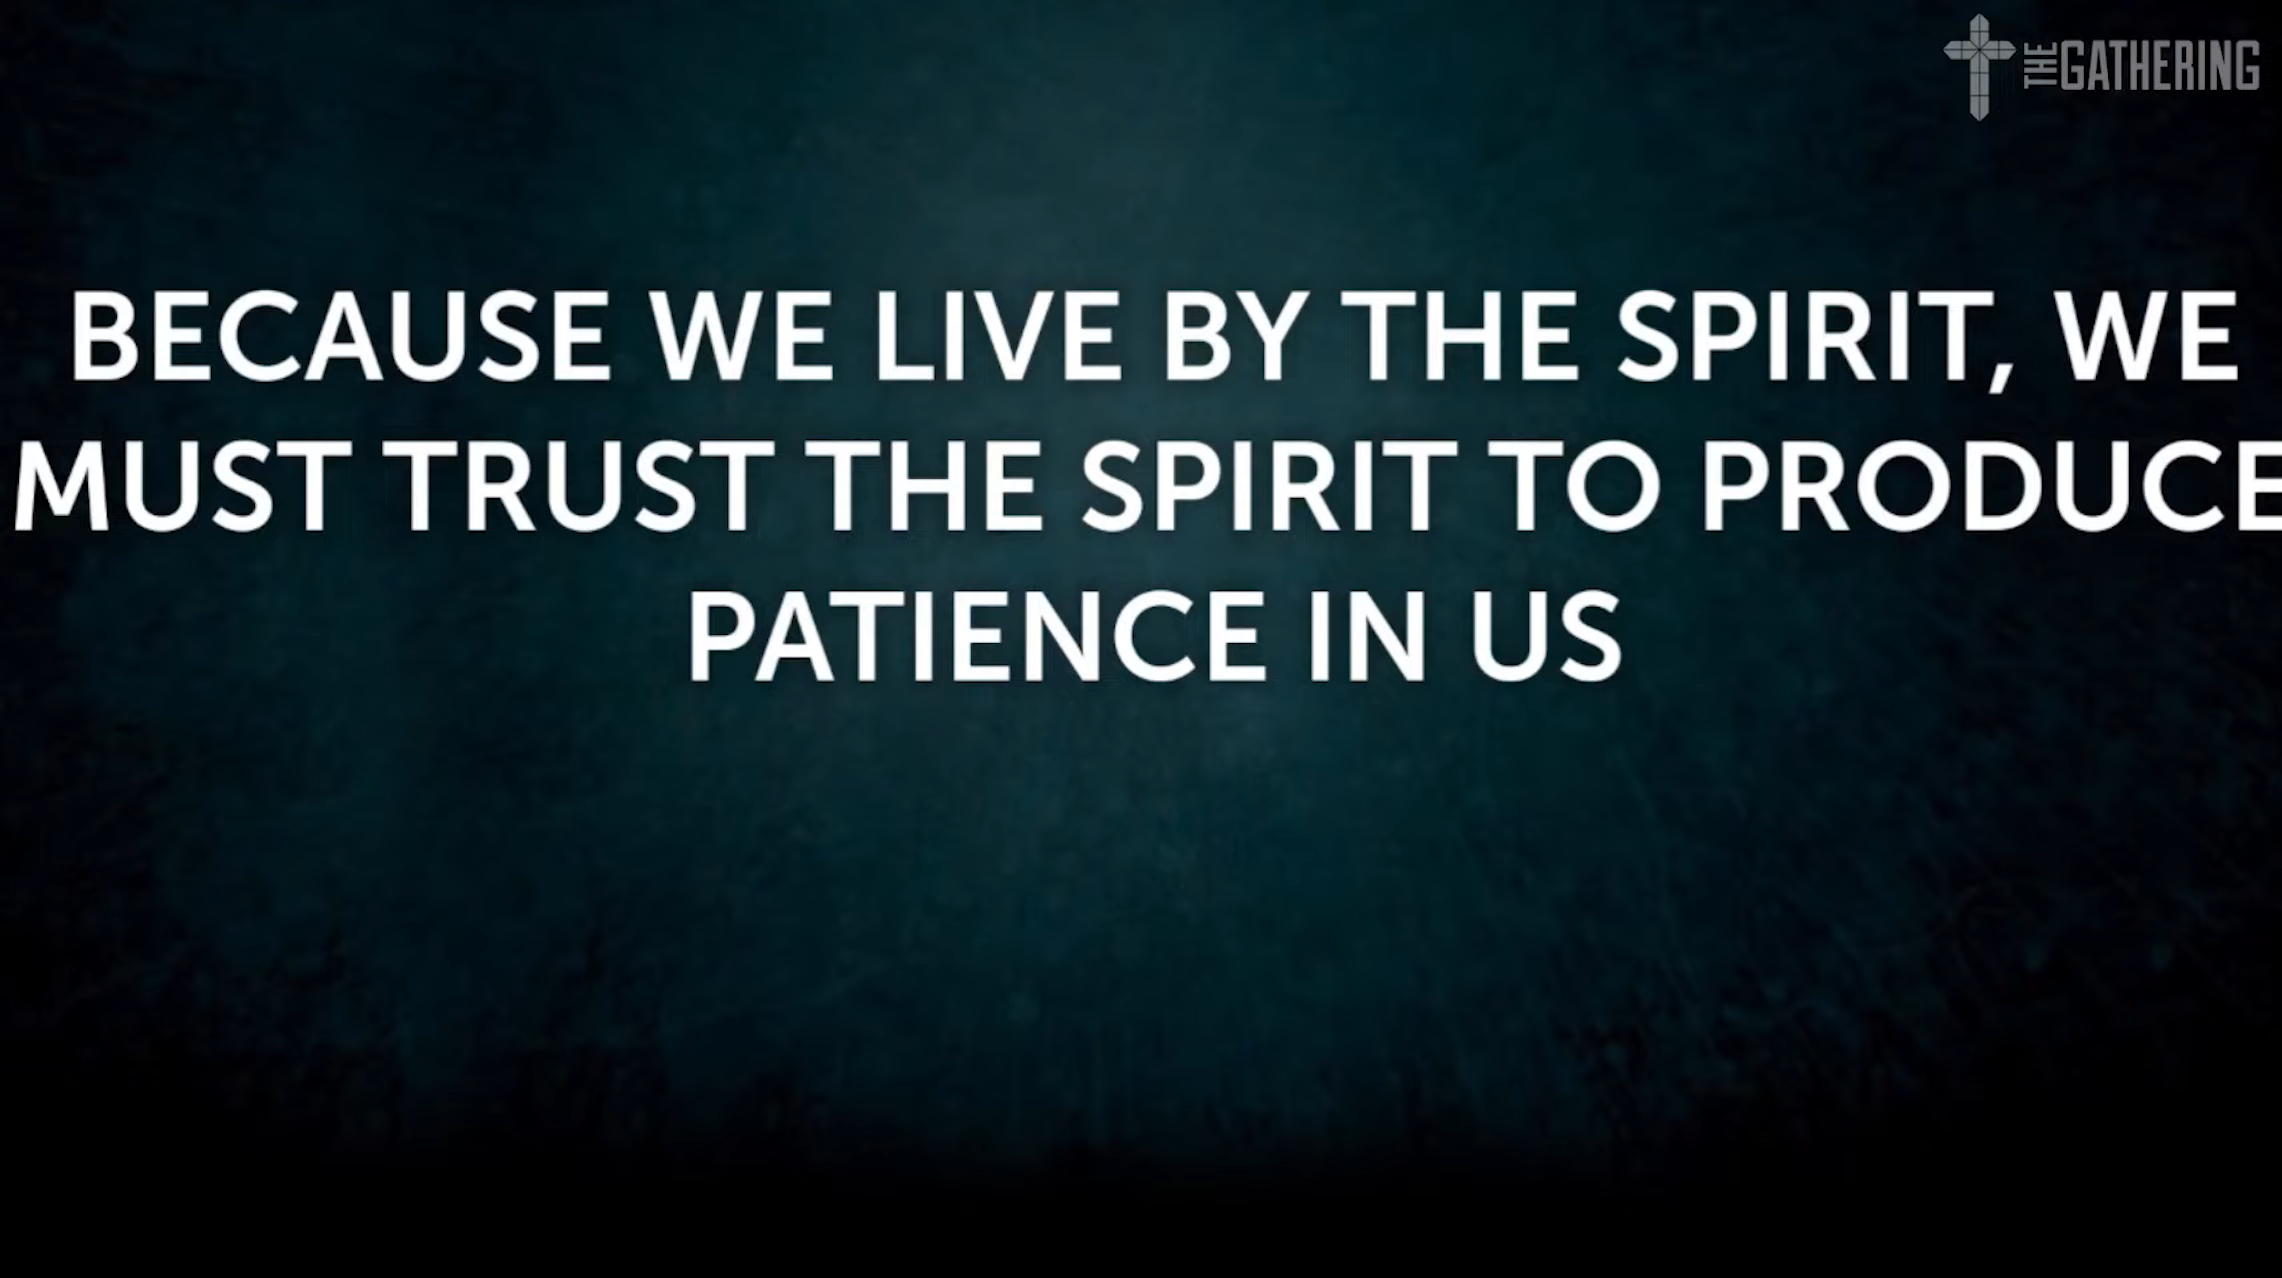 THE GATHERING
BECAUSE WE LIVE BY THE SPIRIT, WE
MUST TRUST THE SPIRIT TO PRODUCE
PATIENCE IN US